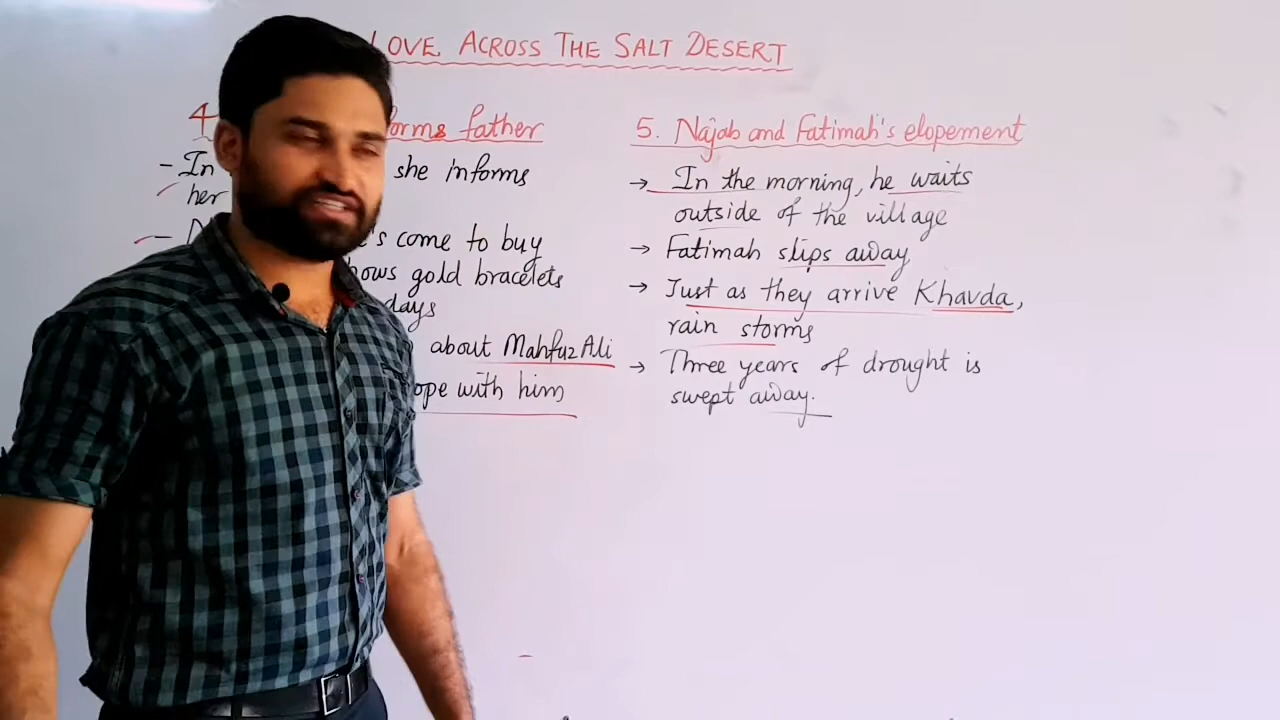 LOVE ACROSS THE SALT DESERT
4
forms father
- In she informs
her
- 's come to buy
hows gold bracelets
days
about Mahfuz Ali
ope with him
5. Najab and Fatimah's elopement
→ In the morning, he waits
outside of the village
→ Fatimah slips away
→ Just as they arrive Khavda,
rain storms
→ Three years of drought is
swept away.